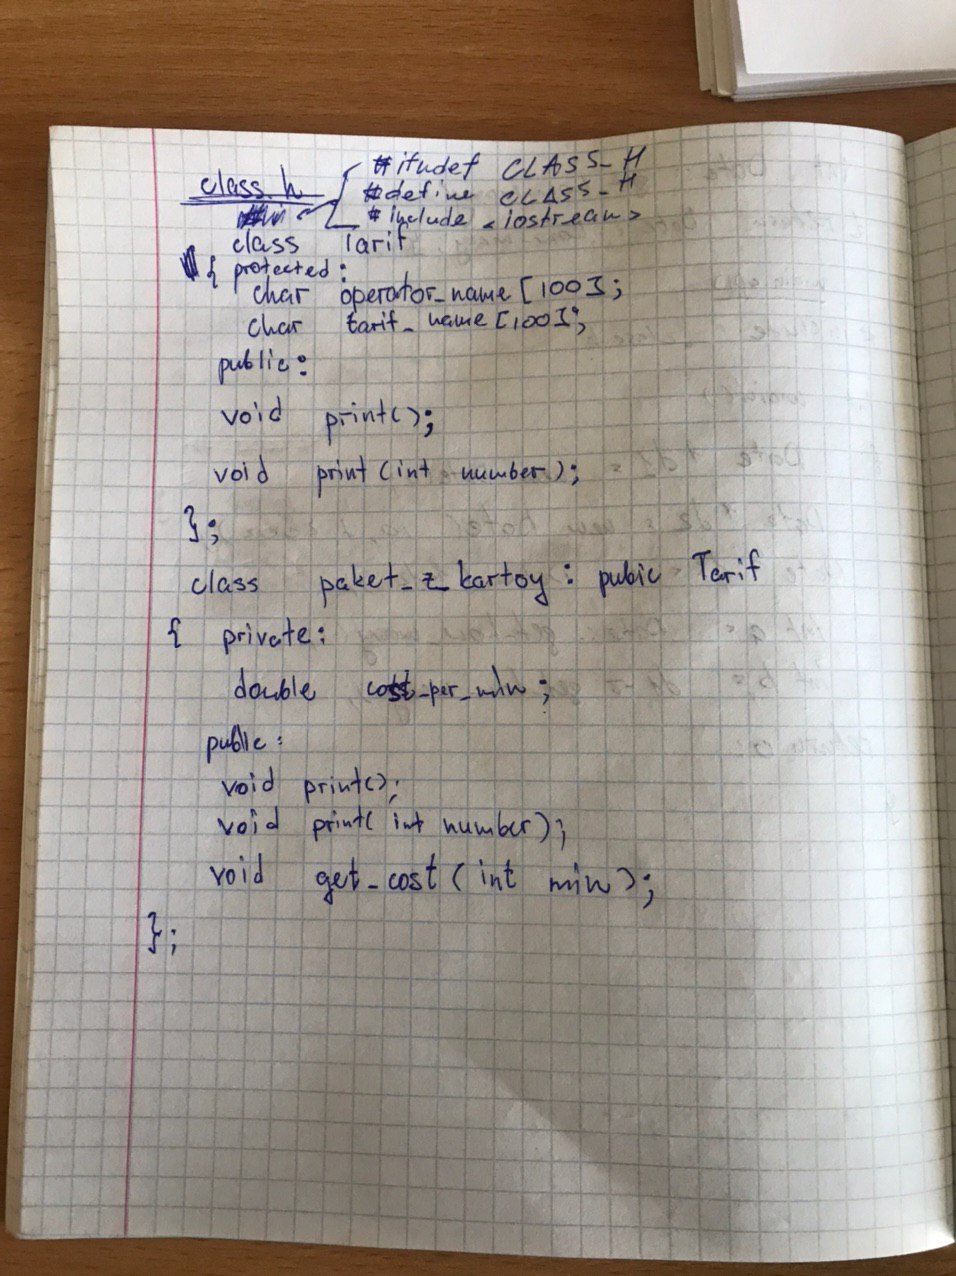 class.h
#ifndef CLASS_H
#define CLASS_H
#include <iostream>
class Tarif
{ protected:
char operator_name [100];
char tarif_name [100];
public:
void print();
void print (int number);
};
class paket_z_kartoy : pubic Tarif
{ private:
double cost_per_min;
public:
void print();
void print( int number);
void get_cost (int min);
};